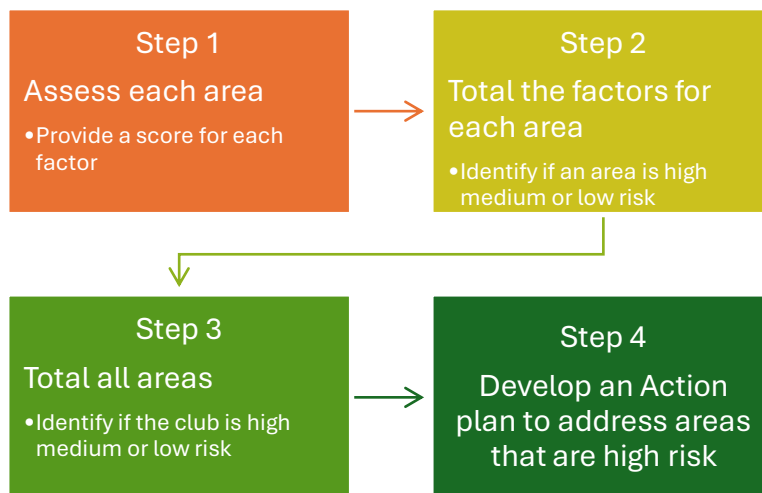 Step 1
Assess each area
•Provide a score for each
factor
Step 2
Total the factors for
each area
•Identify if an area is high
medium or low risk
Step 3
Total all areas
•Identify if the club is high
medium or low risk
Step 4
Develop an Action
plan to address areas
that are high risk